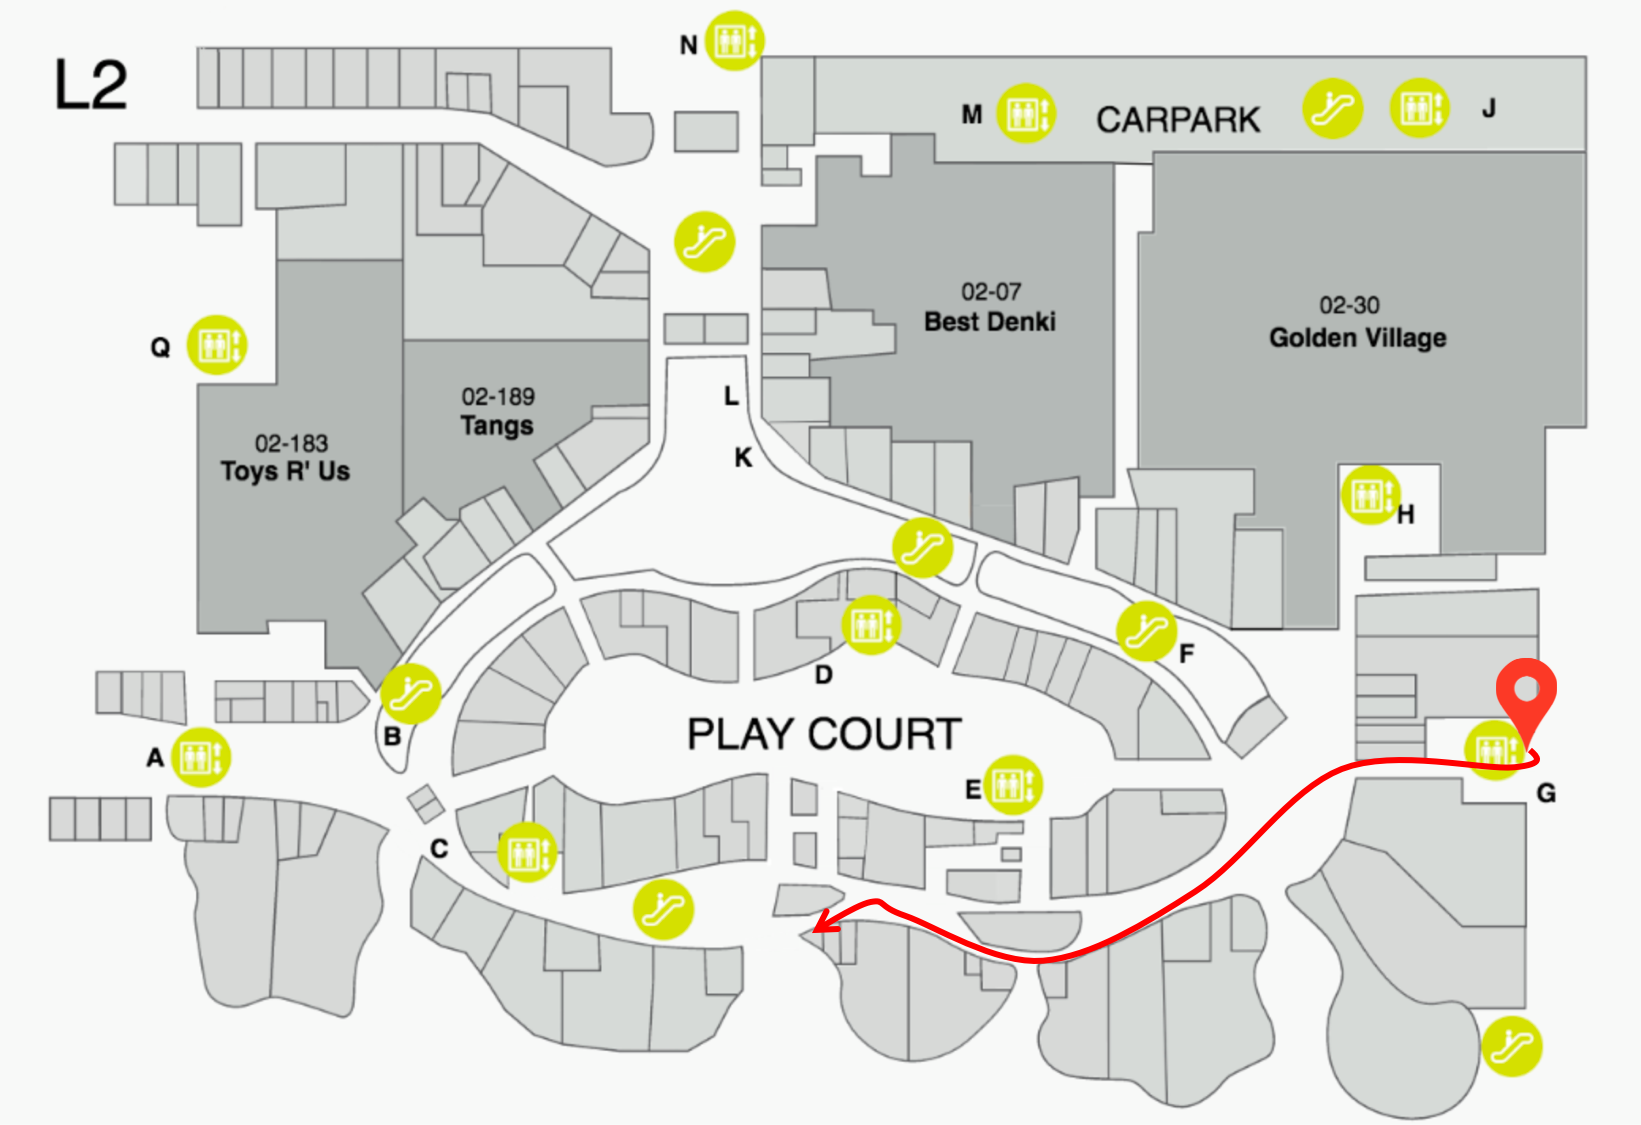 L2
N
M
CARPARK
J
02-07
Best Denki
02-30
Golden Village
Q
02-189
Tangs
L
02-183
Toys R' Us
K
H
F
D
B
PLAY COURT
A
E
G
C